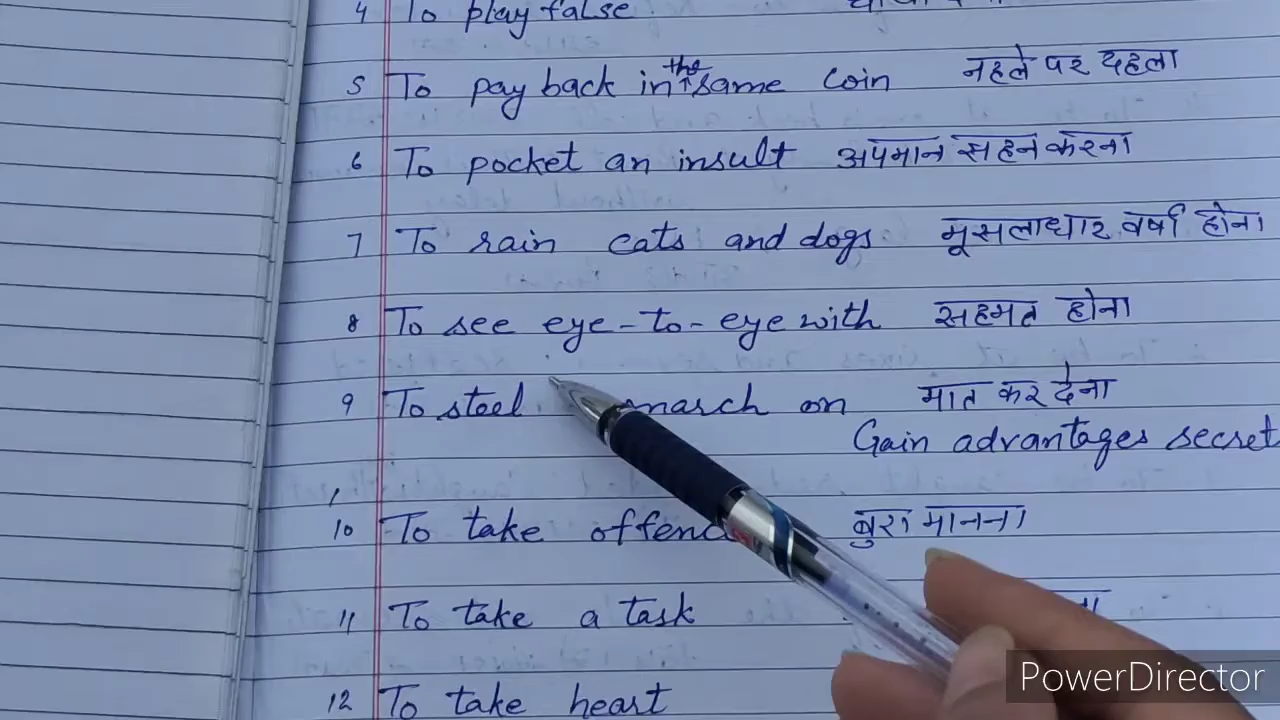 4 To play false
5 To pay back in the same coin नहले पर दहला
6 To pocket an insult अपमान सहन करना
7 To rain cats and dogs. मूसलाधार वर्षा होना
8 To see eye-to-eye with सहमत होना
9 To steel march on मात कर देना
Gain advantages secret
10 To take बुरा मानना
11 To take a task
12 To take heart
PowerDirector